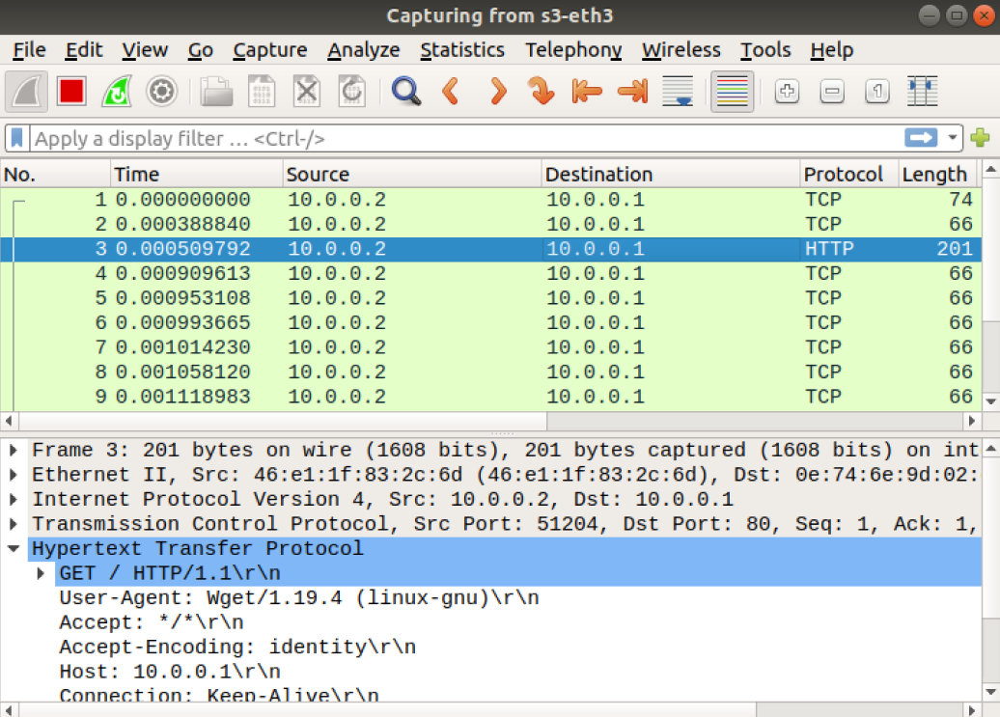 Capturing from s3-eth3
File Edit View Go Capture Analyze Statistics Telephony Wireless Tools Help
Apply a display filter … <Ctrl-/>
No. Time Source Destination Protocol Length
1 0.000000000 10.0.0.2 10.0.0.1 TCP 74
2 0.000388840 10.0.0.2 10.0.0.1 TCP 66
3 0.000509792 10.0.0.2 10.0.0.1 HTTP 201
4 0.000909613 10.0.0.2 10.0.0.1 TCP 66
5 0.000953108 10.0.0.2 10.0.0.1 TCP 66
6 0.000993665 10.0.0.2 10.0.0.1 TCP 66
7 0.001014230 10.0.0.2 10.0.0.1 TCP 66
8 0.001058120 10.0.0.2 10.0.0.1 TCP 66
9 0.001118983 10.0.0.2 10.0.0.1 TCP 66
Frame 3: 201 bytes on wire (1608 bits), 201 bytes captured (1608 bits) on int
Ethernet II, Src: 46:e1:1f:83:2c:6d (46:e1:1f:83:2c:6d), Dst: 0e:74:6e:9d:02:
Internet Protocol Version 4, Src: 10.0.0.2, Dst: 10.0.0.1
Transmission Control Protocol, Src Port: 51204, Dst Port: 80, Seq: 1, Ack: 1,
Hypertext Transfer Protocol
GET / HTTP/1.1\r\n
User-Agent: Wget/1.19.4 (linux-gnu)\r\n
Accept: */*\r\n
Accept-Encoding: identity\r\n
Host: 10.0.0.1\r\n
Connection: Keep-Alive\r\n